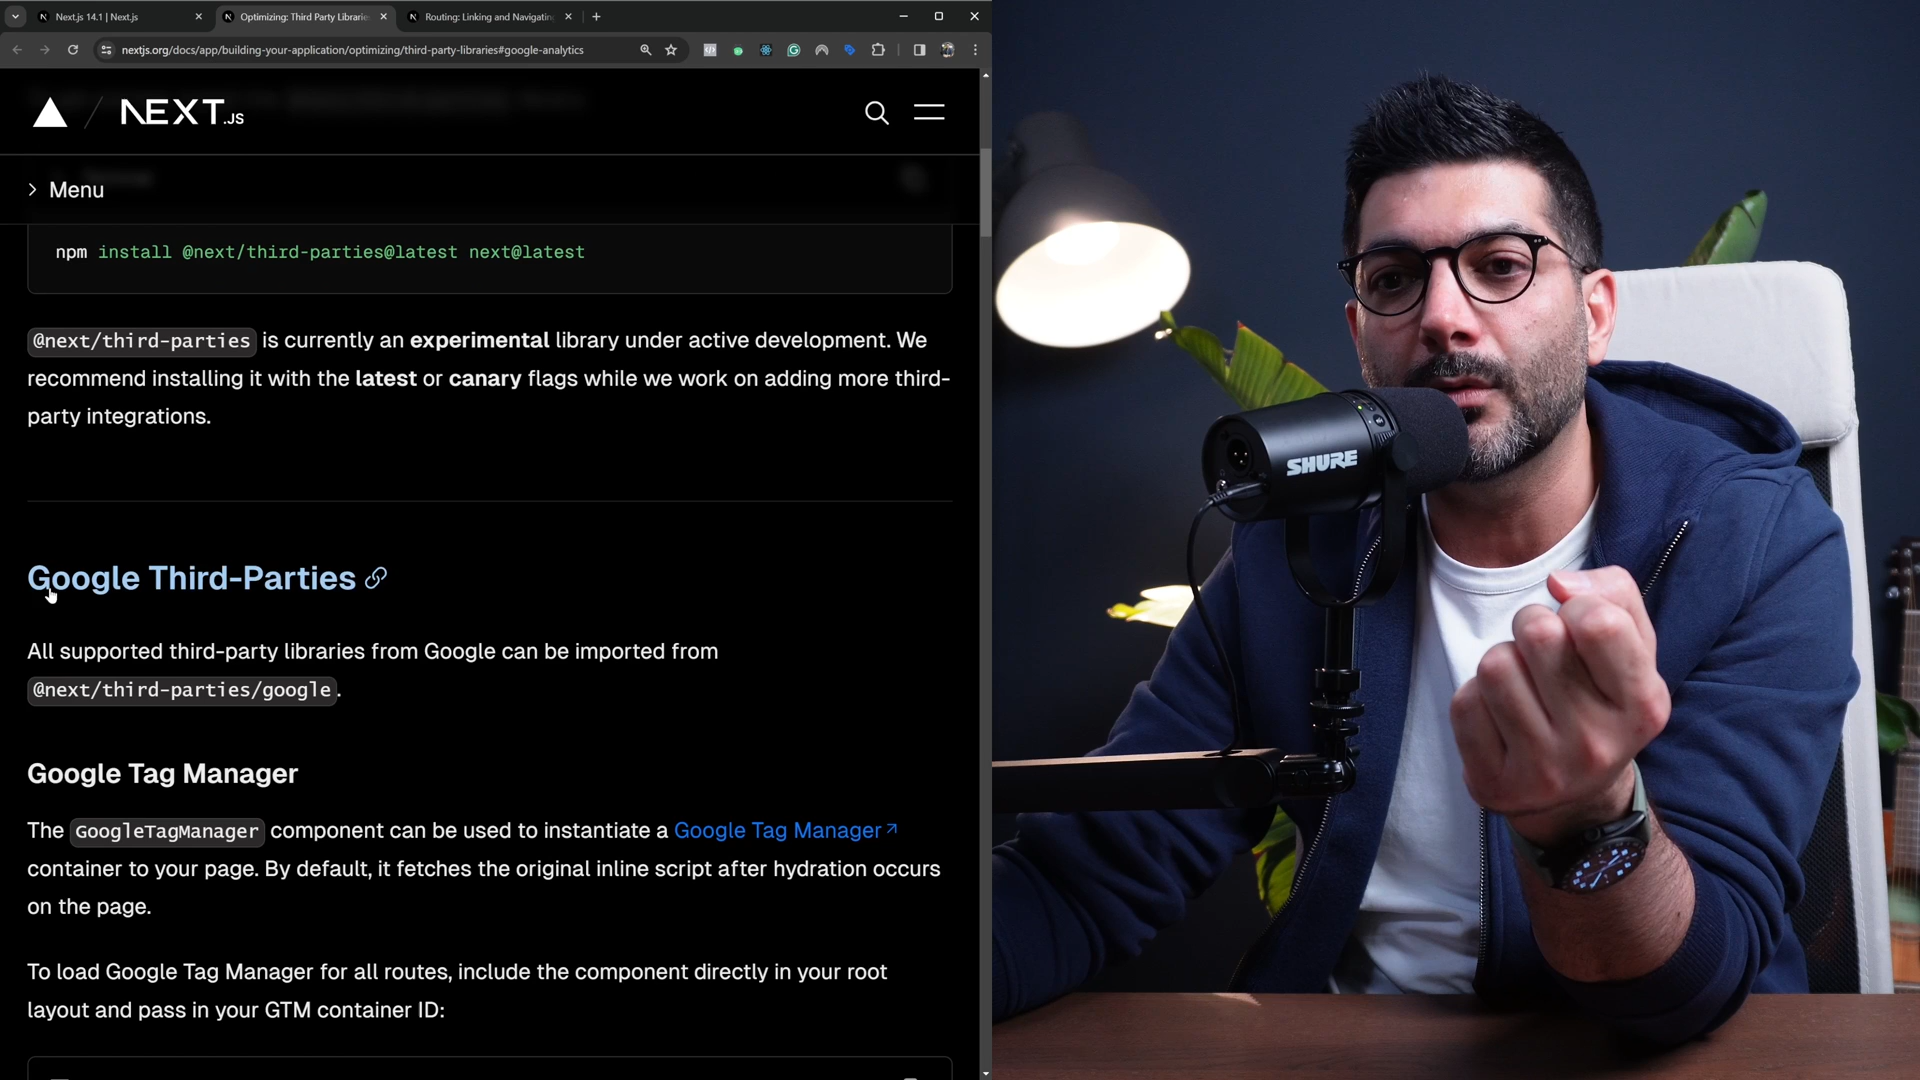 Next.js 14.1 | Next.js
Optimizing: Third Party Librarie
Routing: Linking and Navigatin
nextjs.org/docs/app/building-your-application/optimizing/third-party-libraries#google-analytics
NEXT.JS
Menu
npm install @next/third-parties@latest next@latest
@next/third-parties is currently an experimental library under active development. We
recommend installing it with the latest or canary flags while we work on adding more third-
party integrations.
Google Third-Parties
All supported third-party libraries from Google can be imported from
@next/third-parties/google.
Google Tag Manager
The GoogleTagManager component can be used to instantiate a Google Tag Manager↗
container to your page. By default, it fetches the original inline script after hydration occurs
on the page.
To load Google Tag Manager for all routes, include the component directly in your root
layout and pass in your GTM container ID:
SHURE